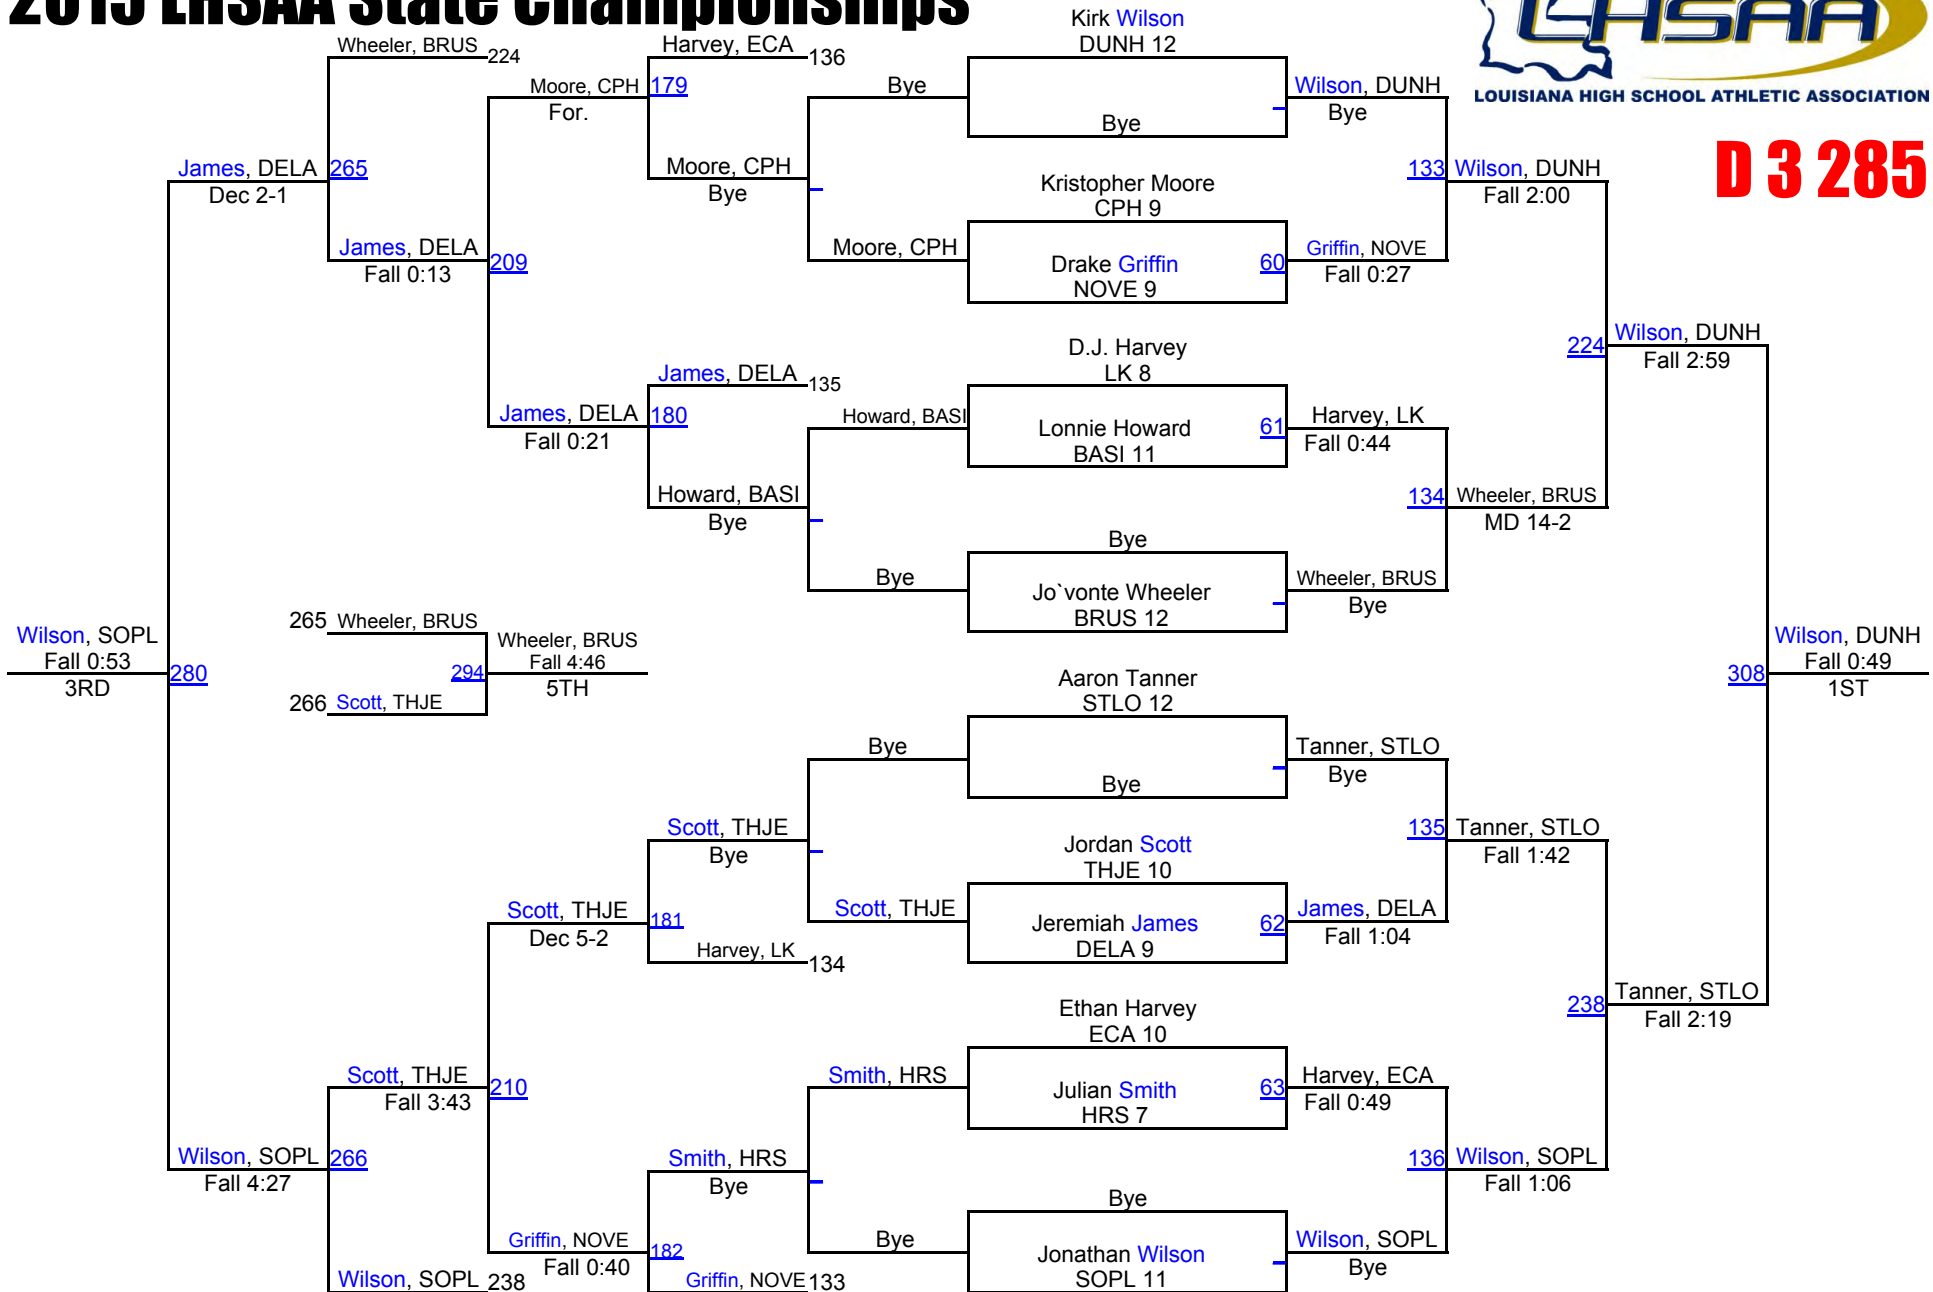 2015 LHSAA State Championships
LHSAA
LOUISIANA HIGH SCHOOL ATHLETIC ASSOCIATION
D 3 285
Kirk Wilson
DUNH 12
Bye
Kristopher Moore
CPH 9
Drake Griffin
NOVE 9
60
D.J. Harvey
LK 8
Lonnie Howard
BASI 11
61
Bye
Jo`vonte Wheeler
BRUS 12
Aaron Tanner
STLO 12
Bye
Jordan Scott
THJE 10
Jeremiah James
DELA 9
62
Ethan Harvey
ECA 10
Julian Smith
HRS 7
63
Bye
Jonathan Wilson
SOPL 11
Wilson, DUNH
Bye
Griffin, NOVE
Fall 0:27
Harvey, LK
Fall 0:44
Wheeler, BRUS
Bye
Tanner, STLO
Bye
James, DELA
Fall 1:04
Harvey, ECA
Fall 0:49
Wilson, SOPL
Bye
133
Wilson, DUNH
Fall 2:00
134
Wheeler, BRUS
MD 14-2
135
Tanner, STLO
Fall 1:42
136
Wilson, SOPL
Fall 1:06
224
Wilson, DUNH
Fall 2:59
238
Tanner, STLO
Fall 2:19
308
Wilson, DUNH
Fall 0:49
1ST
Bye
Moore, CPH
Howard, BASI
Bye
Bye
Scott, THJE
Smith, HRS
Bye
Harvey, ECA
136
Moore, CPH
Bye
James, DELA
135
Howard, BASI
Bye
Scott, THJE
Bye
Harvey, LK
134
Smith, HRS
Bye
Griffin, NOVE
133
Moore, CPH
For.
179
James, DELA
Fall 0:21
180
Scott, THJE
Dec 5-2
181
Griffin, NOVE
Fall 0:40
182
Wheeler, BRUS
224
James, DELA
Fall 0:13
209
Scott, THJE
Fall 3:43
210
Wilson, SOPL
238
James, DELA
Dec 2-1
265
Wilson, SOPL
Fall 4:27
266
Wilson, SOPL
Fall 0:53
3RD
280
265 Wheeler, BRUS
266 Scott, THJE
294
Wheeler, BRUS
Fall 4:46
5TH